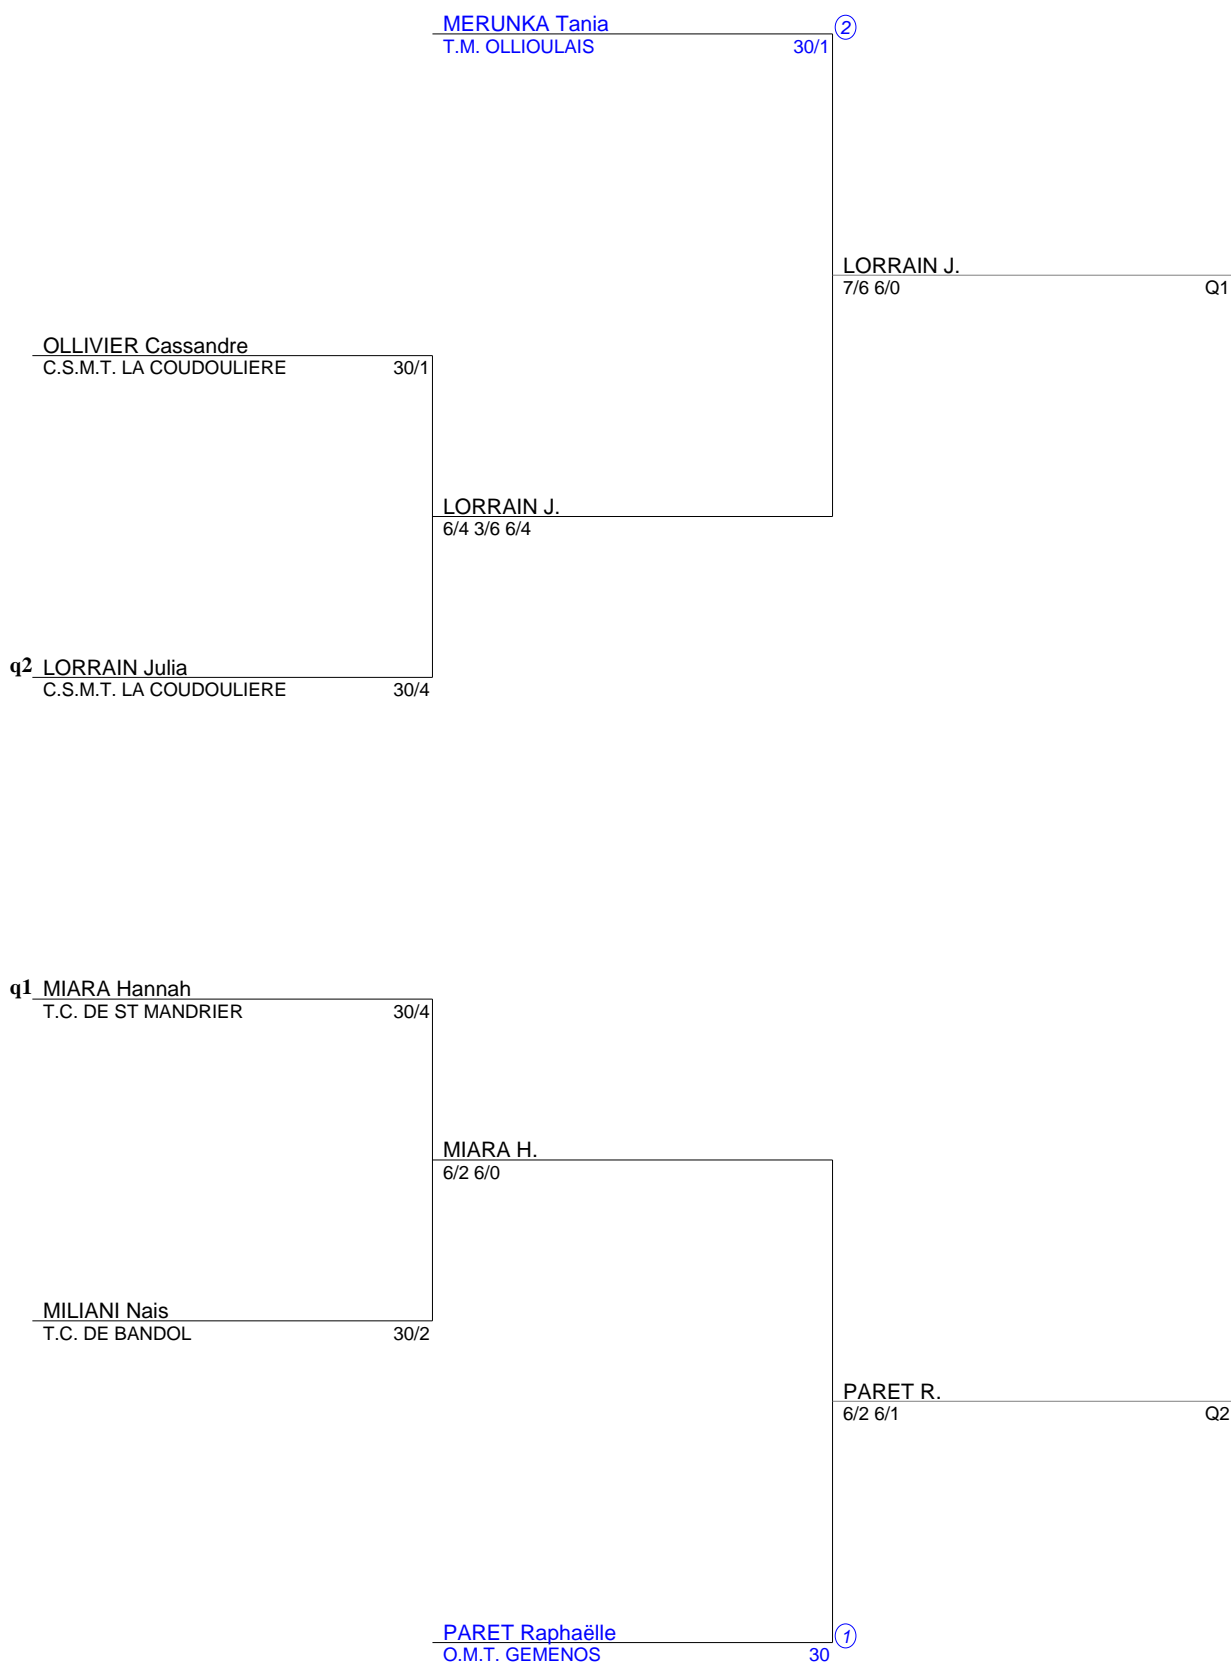 MERUNKA Tania
2
T.M. OLLIOULAIS 30/1
LORRAIN J.
7/6 6/0 Q1
OLLIVIER Cassandre
C.S.M.T. LA COUDOULIERE 30/1
LORRAIN J.
6/4 3/6 6/4
q2 LORRAIN Julia
C.S.M.T. LA COUDOULIERE 30/4
q1 MIARA Hannah
T.C. DE ST MANDRIER 30/4
MIARA H.
6/2 6/0
MILIANI Nais
T.C. DE BANDOL 30/2
PARET R.
6/2 6/1 Q2
PARET Raphaëlle
1
O.M.T. GEMENOS 30